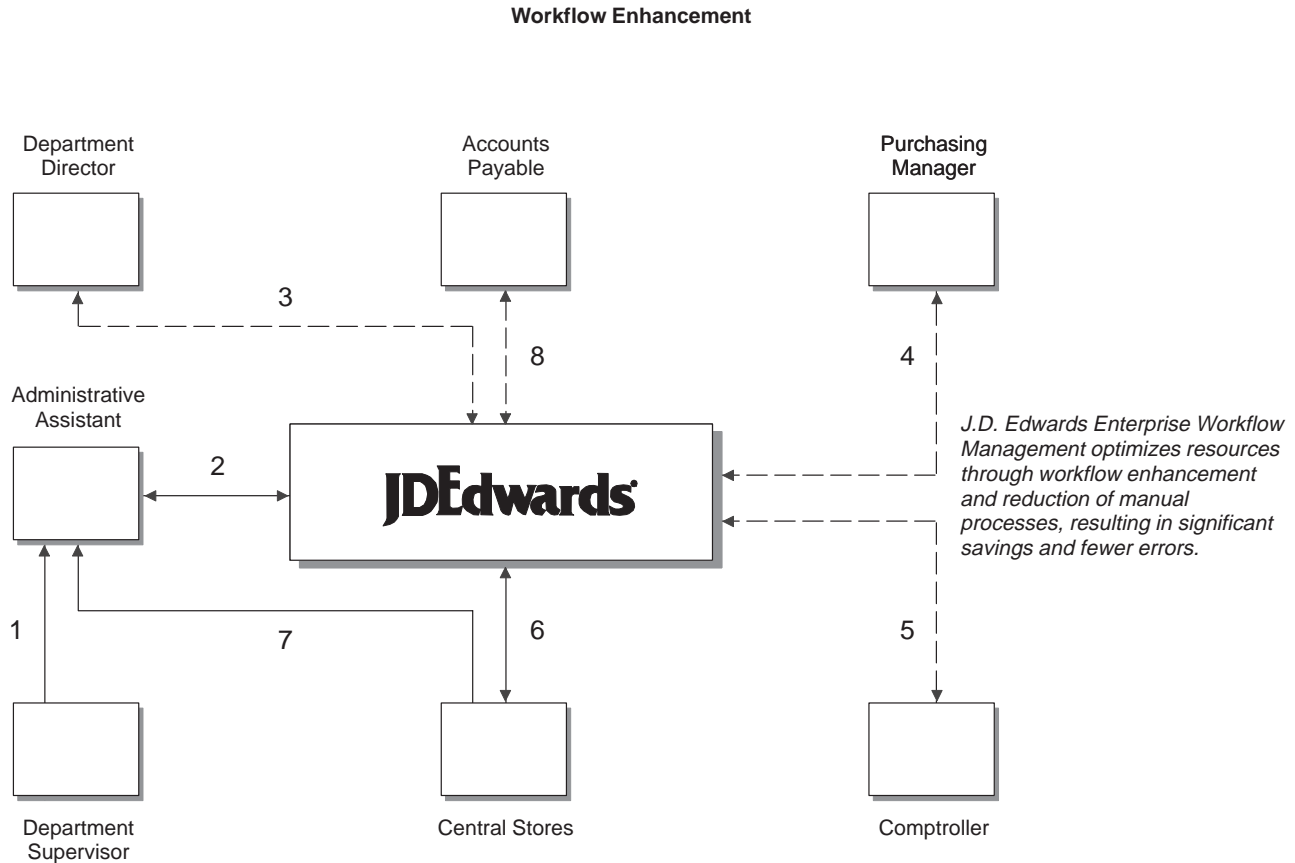 Workflow Enhancement
Department
Director
Accounts
Payable
Purchasing
Manager
3
8
4
Administrative
Assistant
2
JDEdwards
J.D. Edwards Enterprise Workflow
Management optimizes resources
through workflow enhancement
and reduction of manual
processes, resulting in significant
savings and fewer errors.
1
7
6
5
Department
Supervisor
Central Stores
Comptroller